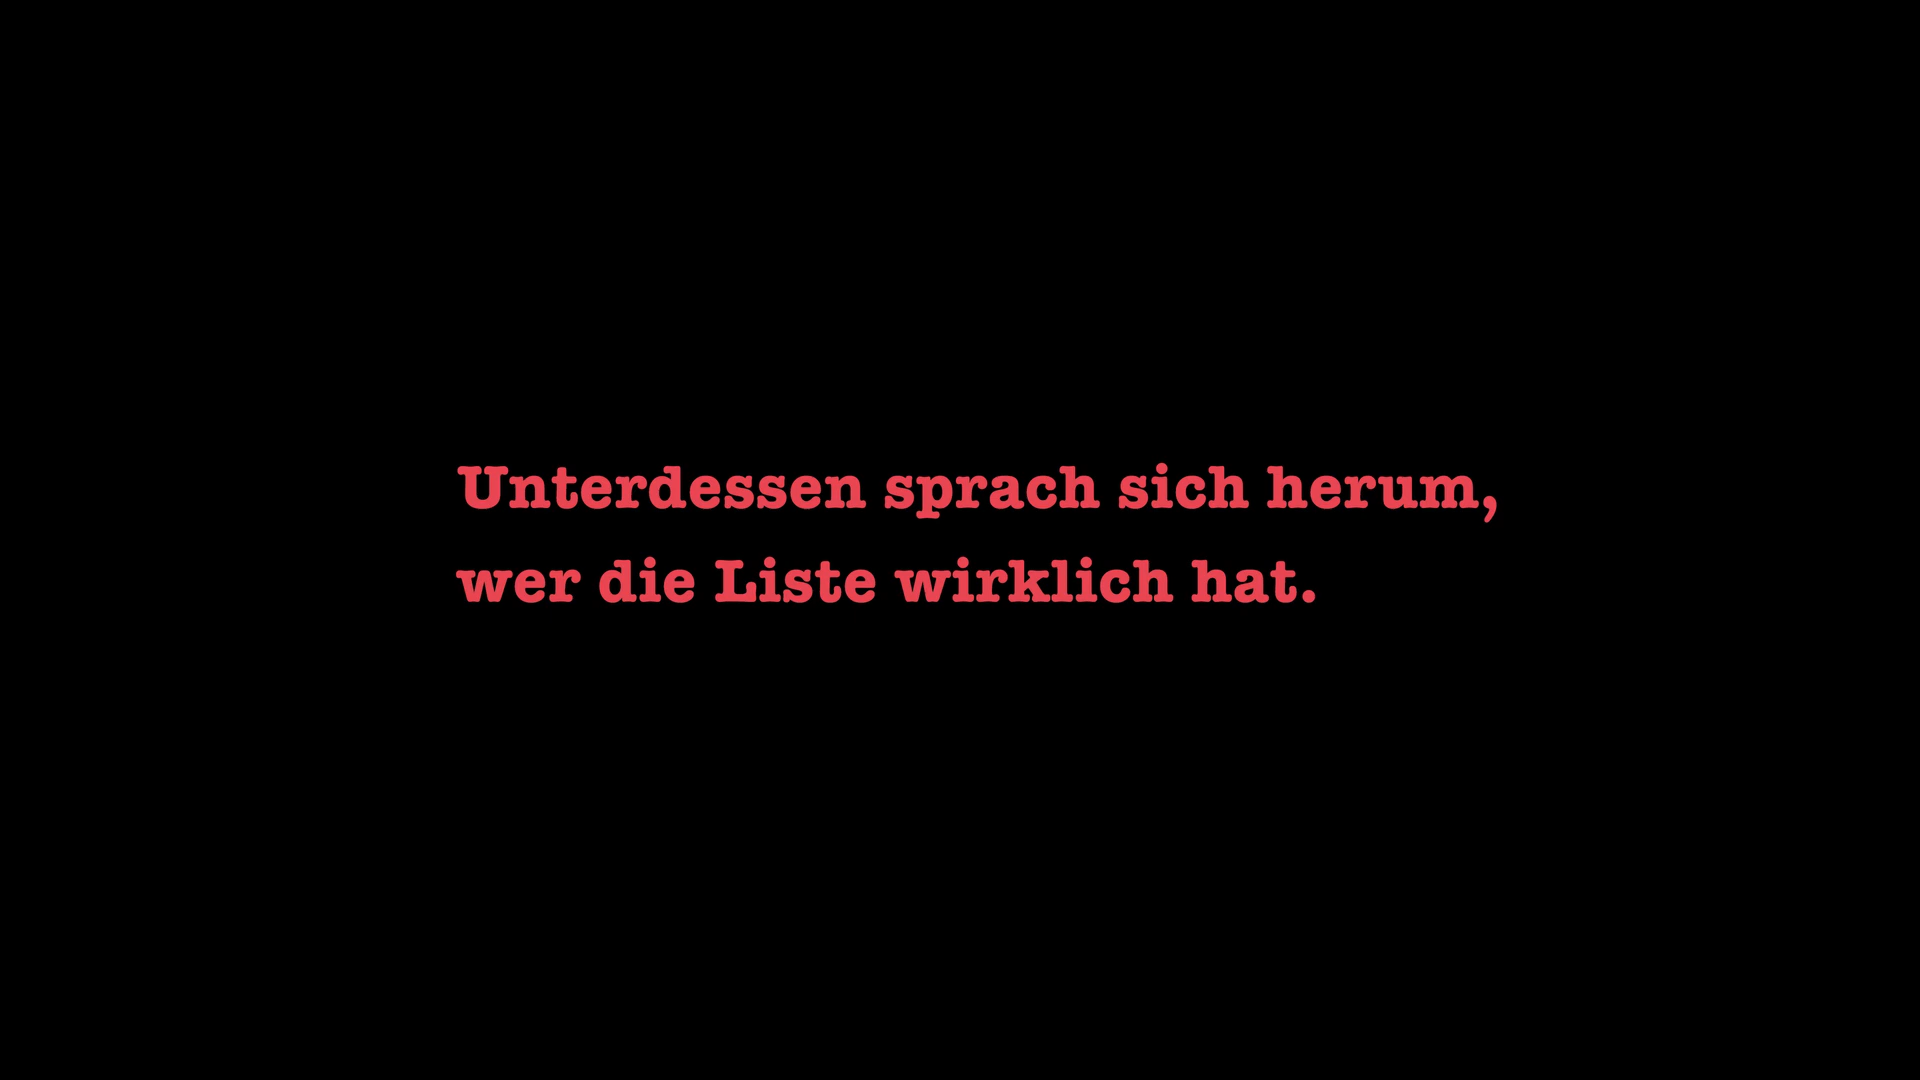 Unterdessen sprach sich herum,
wer die Liste wirklich hat.